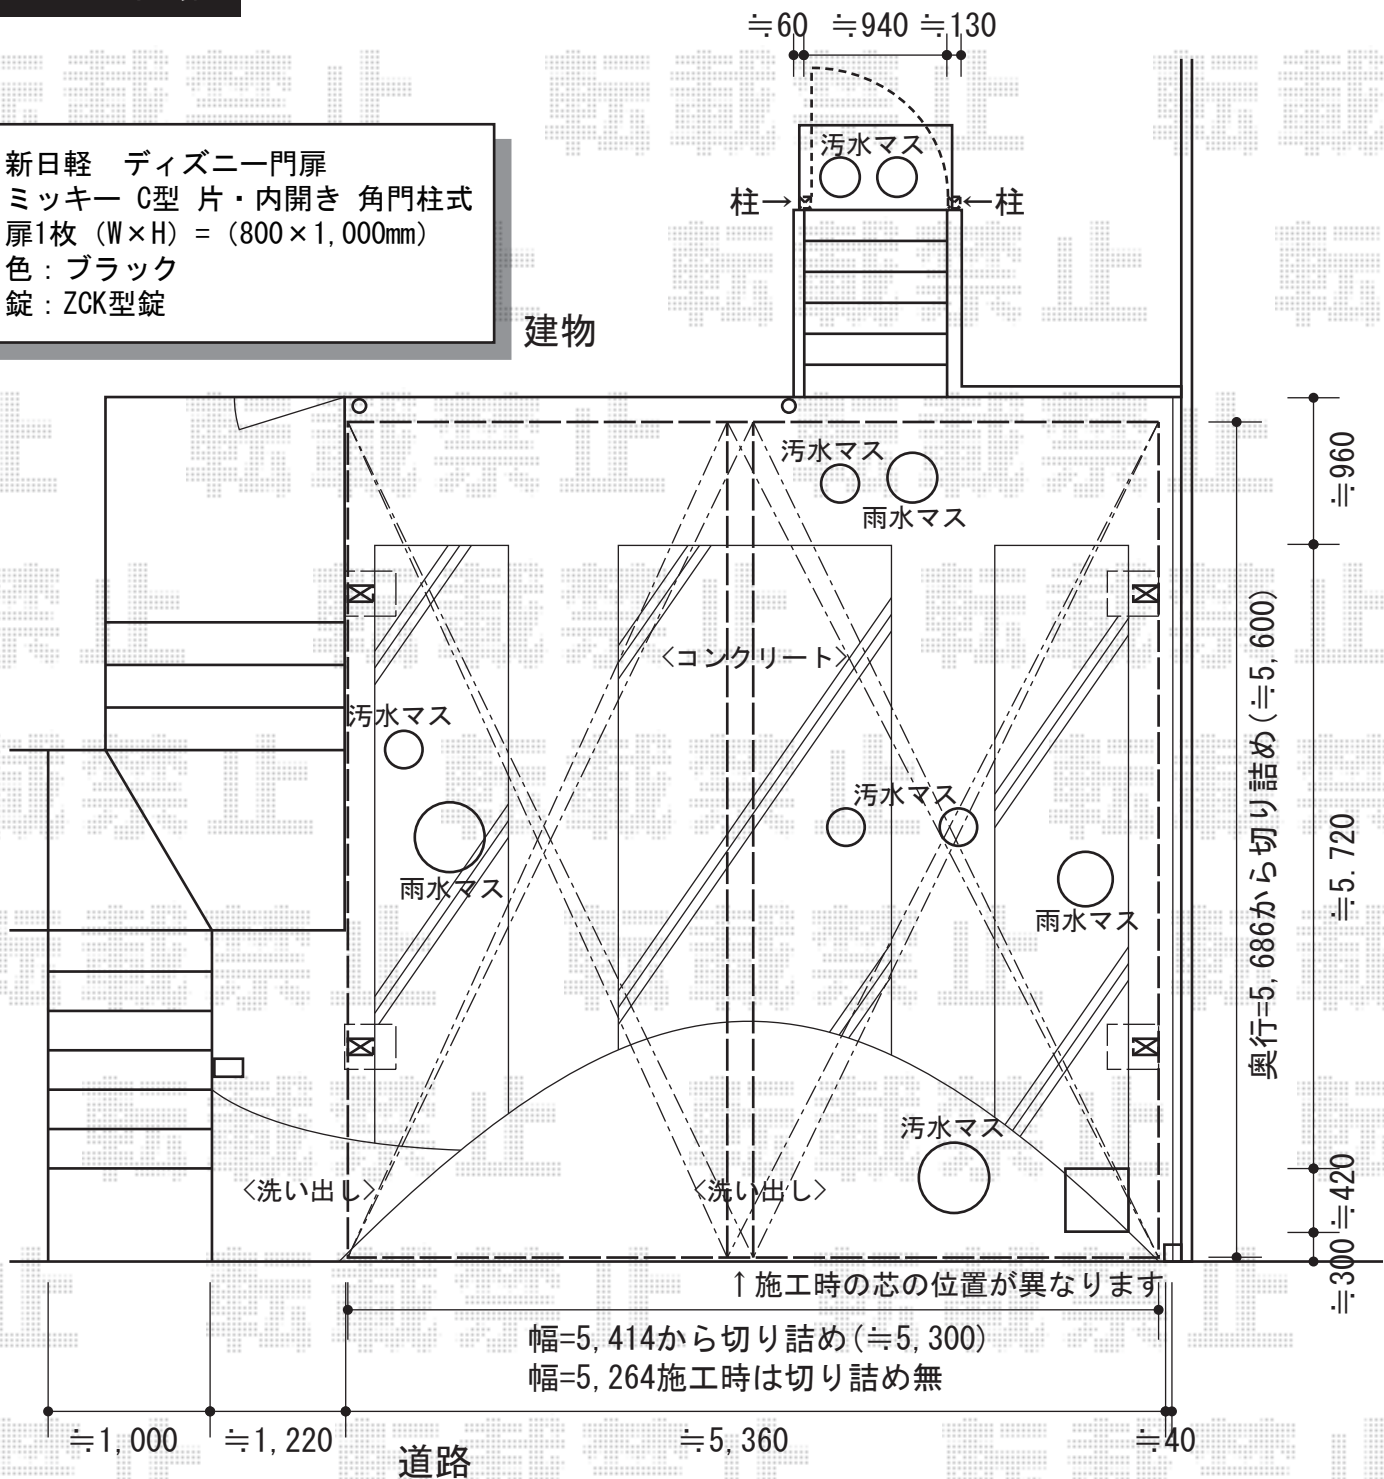 ≒60 ≒940 ≒130
新日軽 ディズニー門扉
ミッキー C型 片・内開き 角門柱式
扉1枚（W×H）=（800×1,000mm）
色：ブラック
錠：ZCK型錠
汚水マス
柱→
←柱
建物
≒960
汚水マス
雨水マス
<コンクリート>
奥行=5,686から切り詰め(≒5,600)
≒5.720
汚水マス
雨水マス
汚水マス
雨水マス
汚水マス
<洗い出し>
<洗い出し>
≒420
≒300
↑施工時の芯の位置が異なります
幅=5,414から切り詰め(≒5,300)
幅=5,264施工時は切り詰め無
≒1,000 ≒1,220 ≒5,360 ≒40
道路
転載禁止